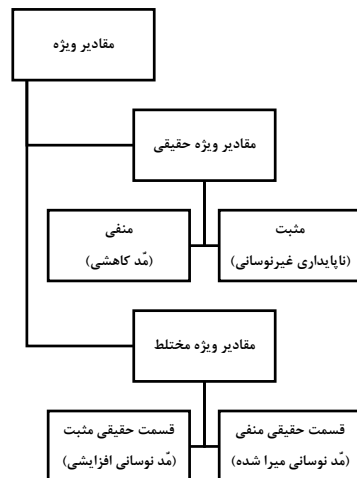 مقادیر ویژه
مقادیر ویژه حقیقی
مثبت
(ناپایداری غیرنوسانی)
منفی
(مّد کاهشی)
مقادیر ویژه مختلط
قسمت حقیقی منفی
(مّد نوسانی میرا شده)
قسمت حقیقی مثبت
(مّد نوسانی افزایشی)